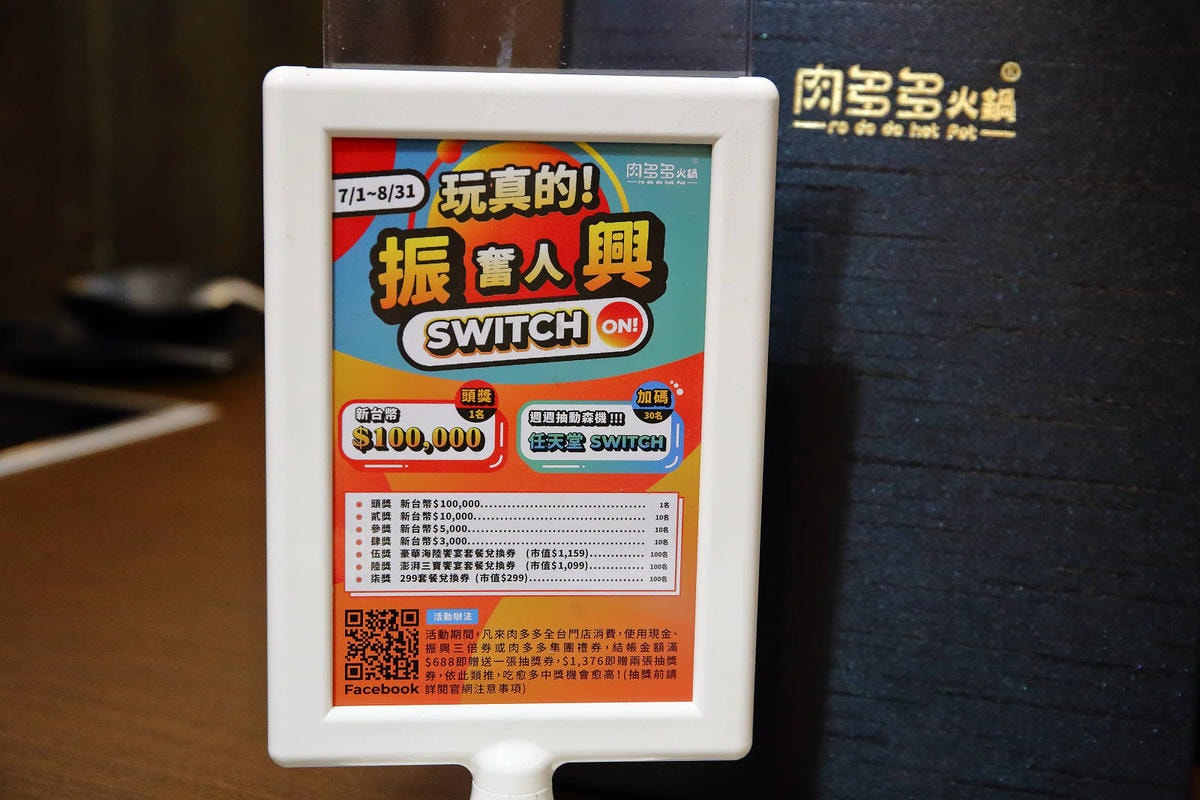 肉多多火鍋®
ro do do hot Pot
7/1~8/31
玩真的!
肉多多火鍋
ro do do hot Pot
振奮人興
SWITCH ON!
頭獎
1名
新台幣
$100,000
加碼
30名
週週抽動森機!!!
任天堂 SWITCH
頭獎 新台幣$100,000 1名
貳獎 新台幣$10,000 10名
參獎 新台幣$5,000 10名
肆獎 新台幣$3,000 10名
伍獎 豪華海陸饗宴套餐兌換券 (市值$1,159) 100名
陸獎 澎湃三寶饗宴套餐兌換券 (市值$1,099) 100名
柒獎 299套餐兌換券 (市值$299) 100名
活動辦法
活動期間,凡來肉多多全台門店消費,使用現金、
振興三倍券或肉多多集團禮券,結帳金額滿
$688即贈送一張抽獎券,$1,376即贈兩張抽獎
券,依此類推,吃愈多中獎機會愈高!(抽獎前請
詳閱官網注意事項)
Facebook